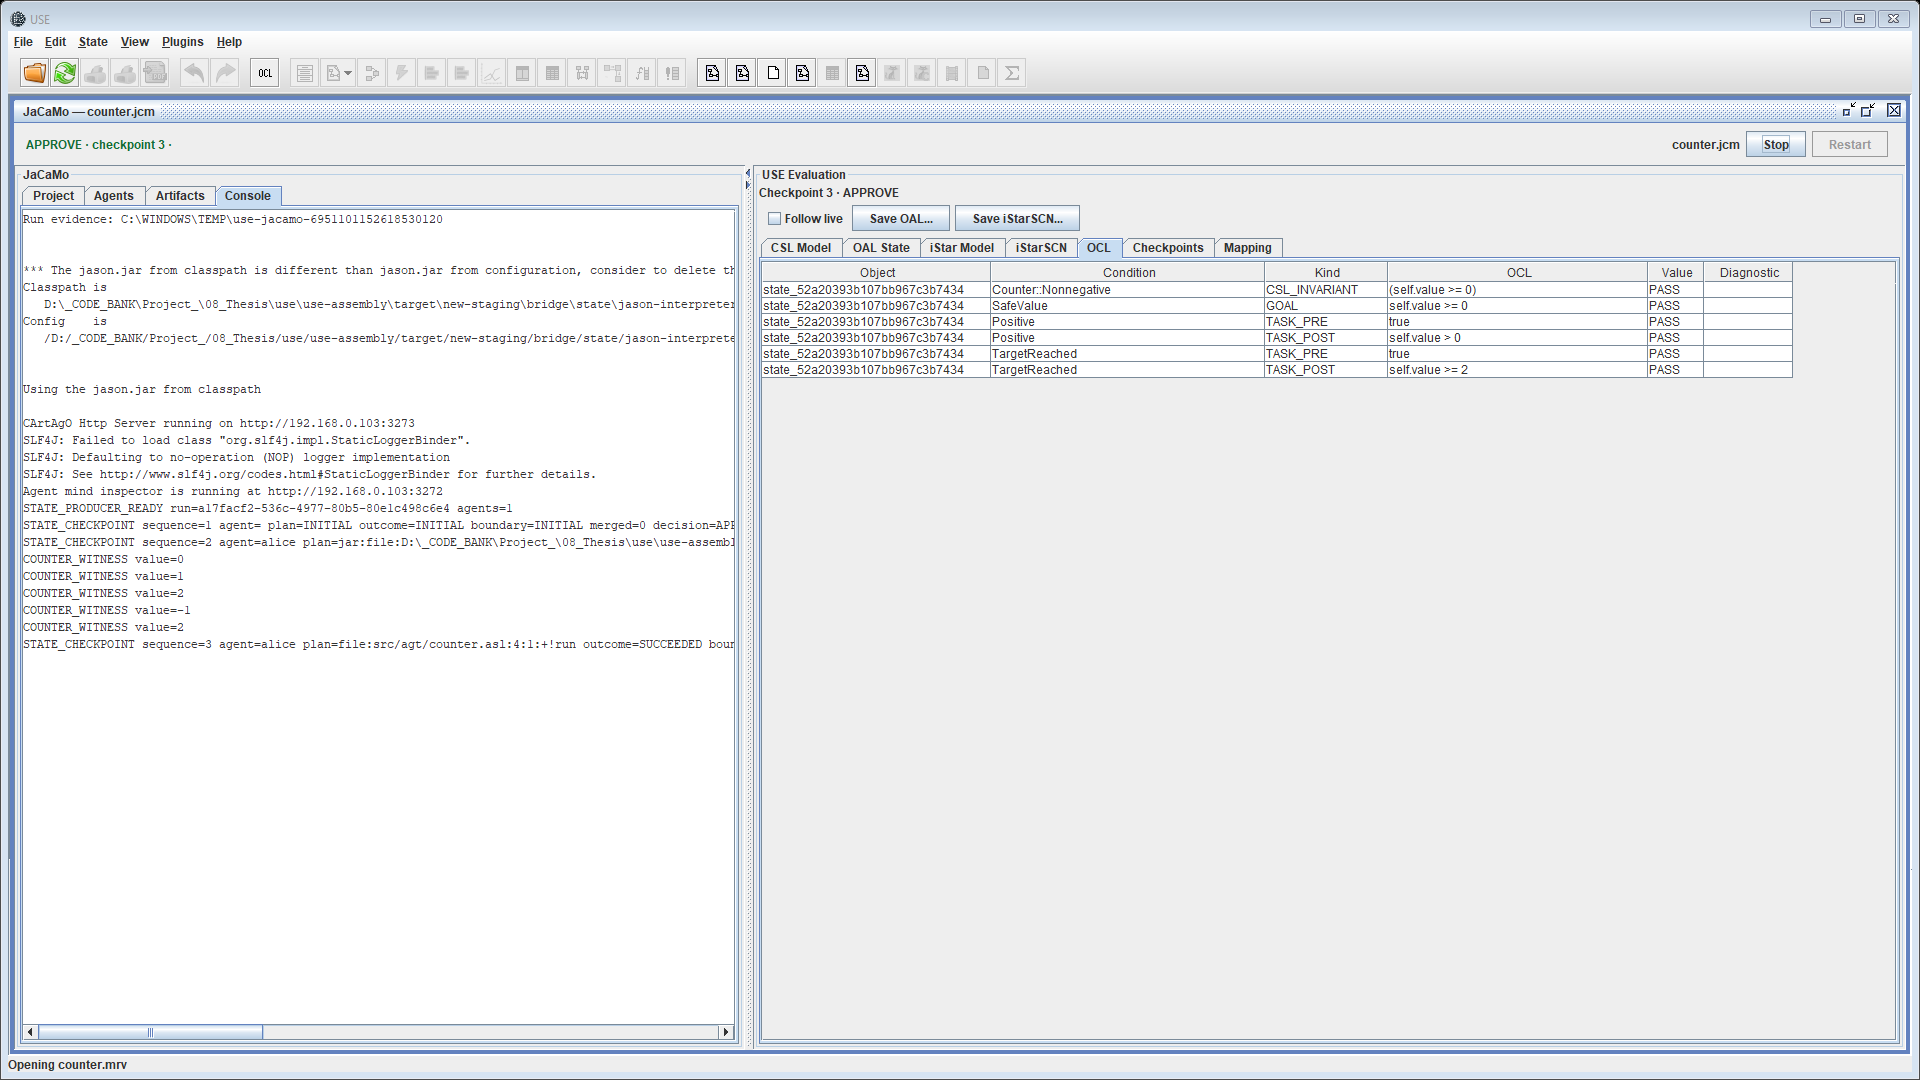 USE
File Edit State View Plugins Help
OCL
JaCaMo — counter.jcm
APPROVE · checkpoint 3 ·
counter.jcm Stop Restart
JaCaMo
Project Agents Artifacts Console
Run evidence: C:\WINDOWS\TEMP\use-jacamo-6951101152618530120
*** The jason.jar from classpath is different than jason.jar from configuration, consider to delete th
Classpath is
D:\_CODE_BANK\Project_\08_Thesis\use\use-assembly\target\new-staging\bridge\state\jason-interprete
Config    is
/D:/_CODE_BANK/Project_/08_Thesis/use/use-assembly/target/new-staging/bridge/state/jason-interprete
Using the jason.jar from classpath
CArtAgO Http Server running on http://192.168.0.103:3273
SLF4J: Failed to load class "org.slf4j.impl.StaticLoggerBinder".
SLF4J: Defaulting to no-operation (NOP) logger implementation
SLF4J: See http://www.slf4j.org/codes.html#StaticLoggerBinder for further details.
Agent mind inspector is running at http://192.168.0.103:3272
STATE_PRODUCER_READY run=a17facf2-536c-4977-80b5-80e1c498c6e4 agents=1
STATE_CHECKPOINT sequence=1 agent= plan=INITIAL outcome=INITIAL boundary=INITIAL merged=0 decision=APP
STATE_CHECKPOINT sequence=2 agent=alice plan=jar:file:D:\_CODE_BANK\Project_\08_Thesis\use\use-assembl
COUNTER_WITNESS value=0
COUNTER_WITNESS value=1
COUNTER_WITNESS value=2
COUNTER_WITNESS value=-1
COUNTER_WITNESS value=2
STATE_CHECKPOINT sequence=3 agent=alice plan=file:src/agt/counter.asl:4:1:+!run outcome=SUCCEEDED boun
USE Evaluation
Checkpoint 3 · APPROVE
Follow live Save OAL... Save iStarSCN...
CSL Model OAL State iStar Model iStarSCN OCL Checkpoints Mapping
Object Condition Kind OCL Value Diagnostic
state_52a20393b107bb967c3b7434 Counter::Nonnegative CSL_INVARIANT (self.value >= 0) PASS
state_52a20393b107bb967c3b7434 SafeValue GOAL self.value >= 0 PASS
state_52a20393b107bb967c3b7434 Positive TASK_PRE true PASS
state_52a20393b107bb967c3b7434 Positive TASK_POST self.value > 0 PASS
state_52a20393b107bb967c3b7434 TargetReached TASK_PRE true PASS
state_52a20393b107bb967c3b7434 TargetReached TASK_POST self.value >= 2 PASS
Opening counter.mrv